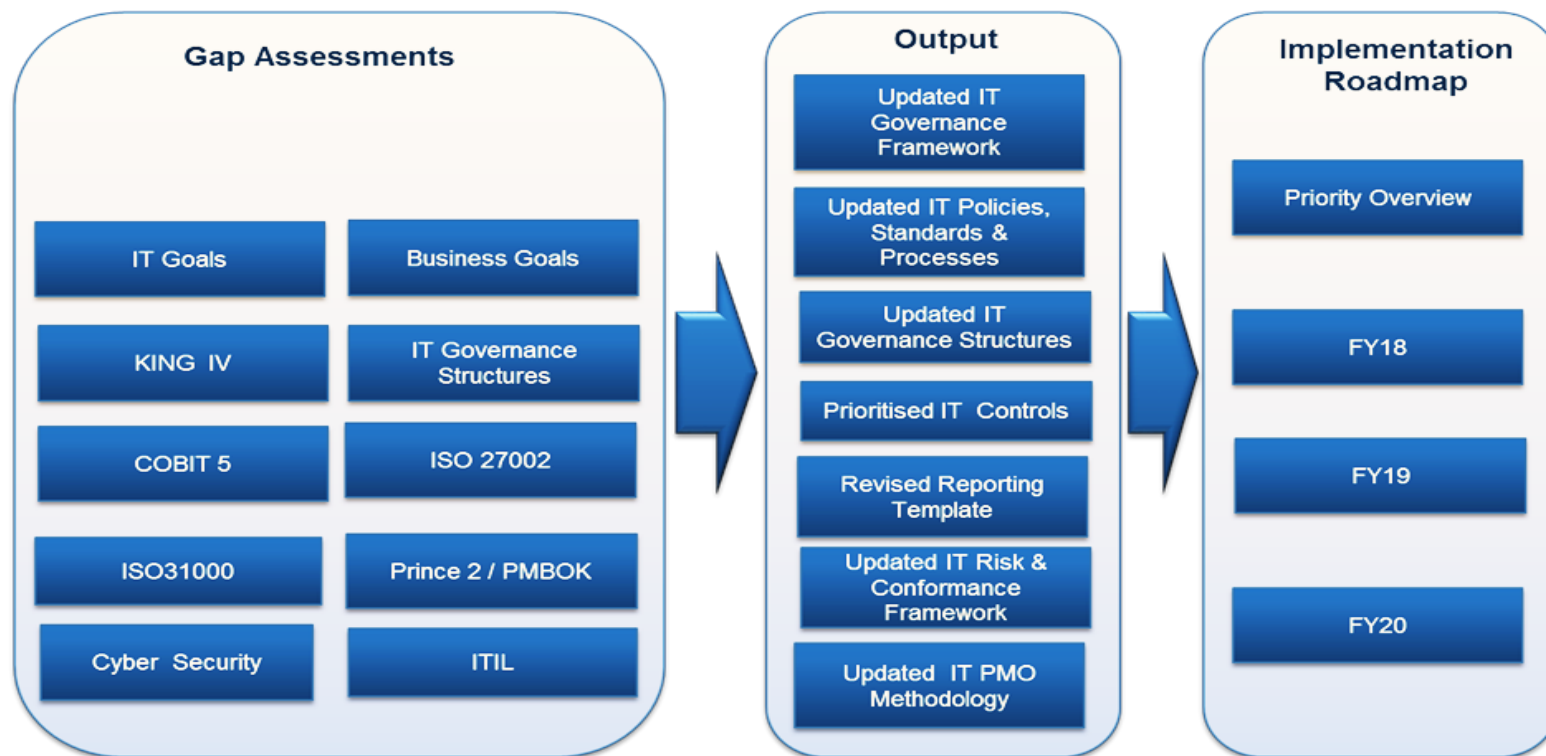 Gap Assessments
IT Goals
Business Goals
KING IV
IT Governance
Structures
COBIT 5
ISO 27002
ISO31000
Prince 2 / PMBOK
Cyber Security
ITIL
Output
Updated IT
Governance
Framework
Updated IT Policies,
Standards &
Processes
Updated IT
Governance Structures
Prioritised IT Controls
Revised Reporting
Template
Updated IT Risk &
Conformance
Framework
Updated IT PMO
Methodology
Implementation
Roadmap
Priority Overview
FY18
FY19
FY20